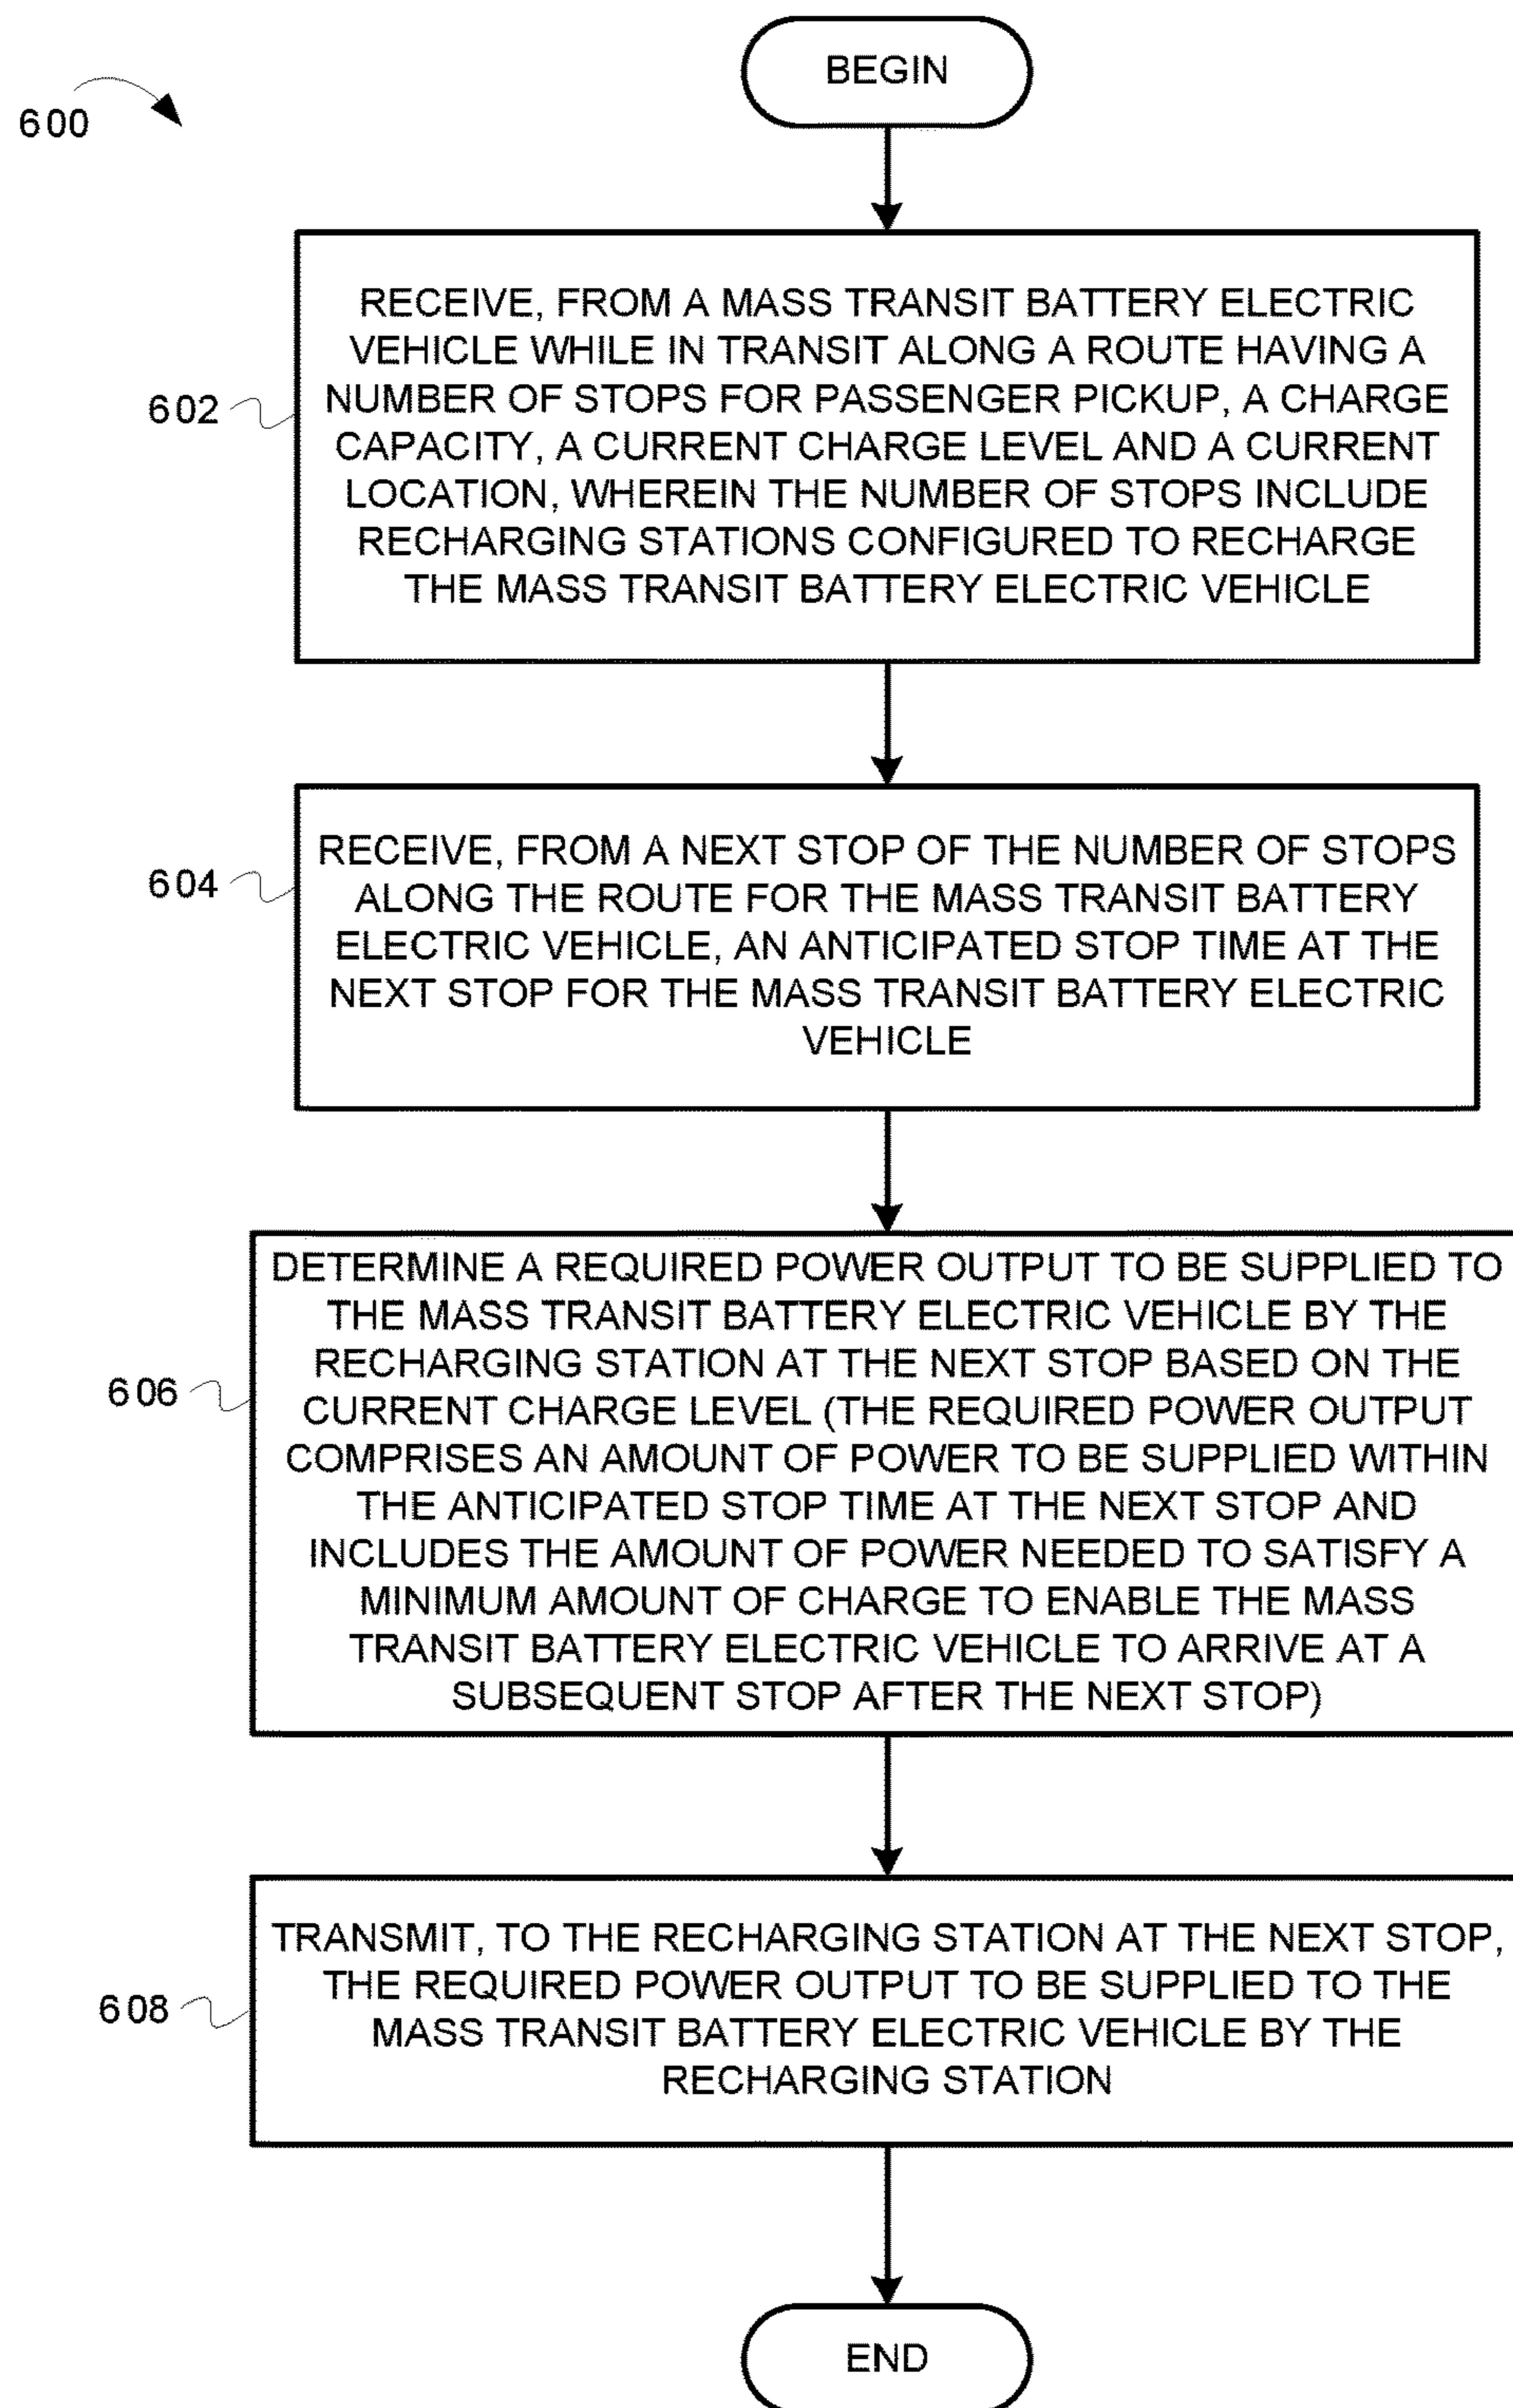 BEGIN
600
RECEIVE, FROM A MASS TRANSIT BATTERY ELECTRIC
VEHICLE WHILE IN TRANSIT ALONG A ROUTE HAVING A
NUMBER OF STOPS FOR PASSENGER PICKUP, A CHARGE
CAPACITY, A CURRENT CHARGE LEVEL AND A CURRENT
LOCATION, WHEREIN THE NUMBER OF STOPS INCLUDE
RECHARGING STATIONS CONFIGURED TO RECHARGE
THE MASS TRANSIT BATTERY ELECTRIC VEHICLE
602
RECEIVE, FROM A NEXT STOP OF THE NUMBER OF STOPS
ALONG THE ROUTE FOR THE MASS TRANSIT BATTERY
ELECTRIC VEHICLE, AN ANTICIPATED STOP TIME AT THE
NEXT STOP FOR THE MASS TRANSIT BATTERY ELECTRIC
VEHICLE
604
DETERMINE A REQUIRED POWER OUTPUT TO BE SUPPLIED TO
THE MASS TRANSIT BATTERY ELECTRIC VEHICLE BY THE
RECHARGING STATION AT THE NEXT STOP BASED ON THE
CURRENT CHARGE LEVEL (THE REQUIRED POWER OUTPUT
COMPRISES AN AMOUNT OF POWER TO BE SUPPLIED WITHIN
THE ANTICIPATED STOP TIME AT THE NEXT STOP AND
INCLUDES THE AMOUNT OF POWER NEEDED TO SATISFY A
MINIMUM AMOUNT OF CHARGE TO ENABLE THE MASS
TRANSIT BATTERY ELECTRIC VEHICLE TO ARRIVE AT A
SUBSEQUENT STOP AFTER THE NEXT STOP)
606
TRANSMIT, TO THE RECHARGING STATION AT THE NEXT STOP,
THE REQUIRED POWER OUTPUT TO BE SUPPLIED TO THE
MASS TRANSIT BATTERY ELECTRIC VEHICLE BY THE
RECHARGING STATION
608
END